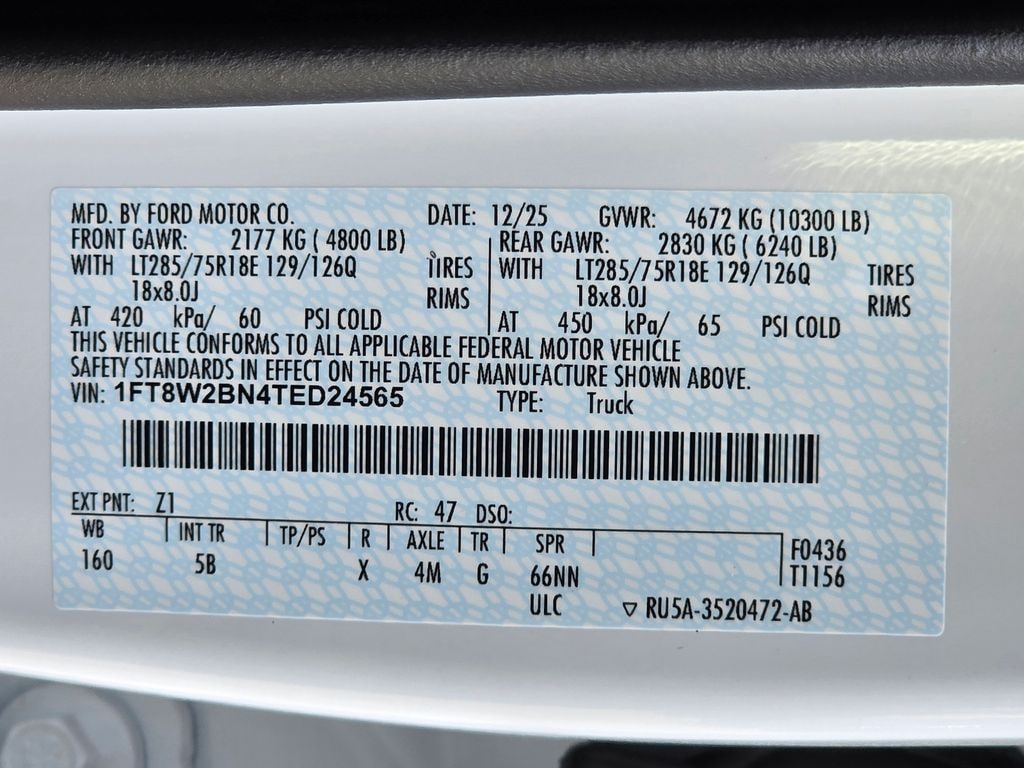 MFD. BY FORD MOTOR CO. DATE: 12/25 GVWR: 4672 KG (10300 LB)
FRONT GAWR: 2177 KG ( 4800 LB) REAR GAWR: 2830 KG ( 6240 LB)
WITH LT285/75R18E 129/126Q TIRES WITH LT285/75R18E 129/126Q TIRES
18x8.0J RIMS 18x8.0J RIMS
AT 420 kPa/ 60 PSI COLD AT 450 kPa/ 65 PSI COLD
THIS VEHICLE CONFORMS TO ALL APPLICABLE FEDERAL MOTOR VEHICLE
SAFETY STANDARDS IN EFFECT ON THE DATE OF MANUFACTURE SHOWN ABOVE.
VIN: 1FT8W2BN4TED24565 TYPE: Truck
EXT PNT: Z1 RC: 47 DSO:
WB INT TR TP/PS R AXLE TR SPR F0436
160 5B X 4M G 66NN T1156
ULC ▽ RU5A-3520472-AB